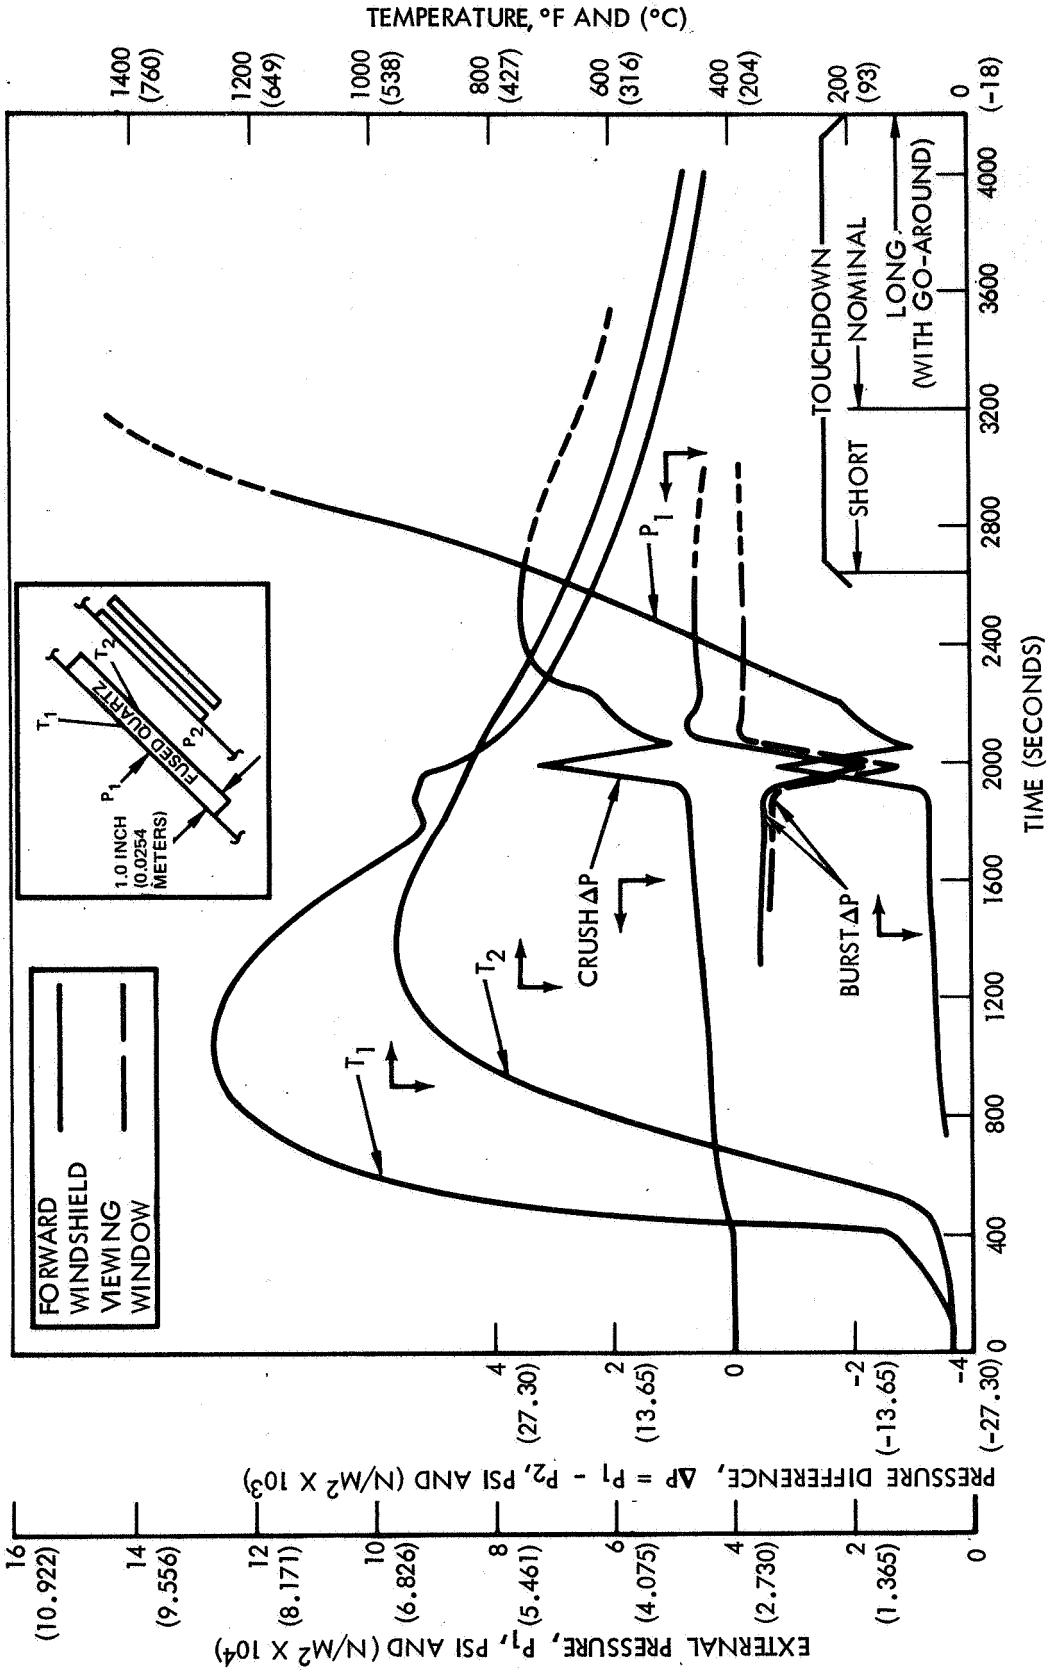 EXTERNAL PRESSURE, P1, PSI AND (N/M2 X 104)
16
(10.922)
14
(9.556)
12
(8.171)
10
(6.826)
8
(5.461)
6
(4.075)
4
(2.730)
2
(1.365)
0
PRESSURE DIFFERENCE, ΔP = P1 - P2, PSI AND (N/M2 X 103)
4
(27.30)
2
(13.65)
0
-2
(-13.65)
-4
(-27.30)
FORWARD
WINDSHIELD
VIEWING
WINDOW
1.0 INCH
(0.0254
METERS)
P1
T1
FUSED QUARTZ
T2
P2
T1
T2
CRUSH ΔP
BURST ΔP
P1
TOUCHDOWN
SHORT
NOMINAL
LONG
(WITH GO-AROUND)
0
400
800
1200
1600
2000
2400
2800
3200
3600
4000
TIME (SECONDS)
TEMPERATURE, °F AND (°C)
1400
(760)
1200
(649)
1000
(538)
800
(427)
600
(316)
400
(204)
200
(93)
0
(-18)